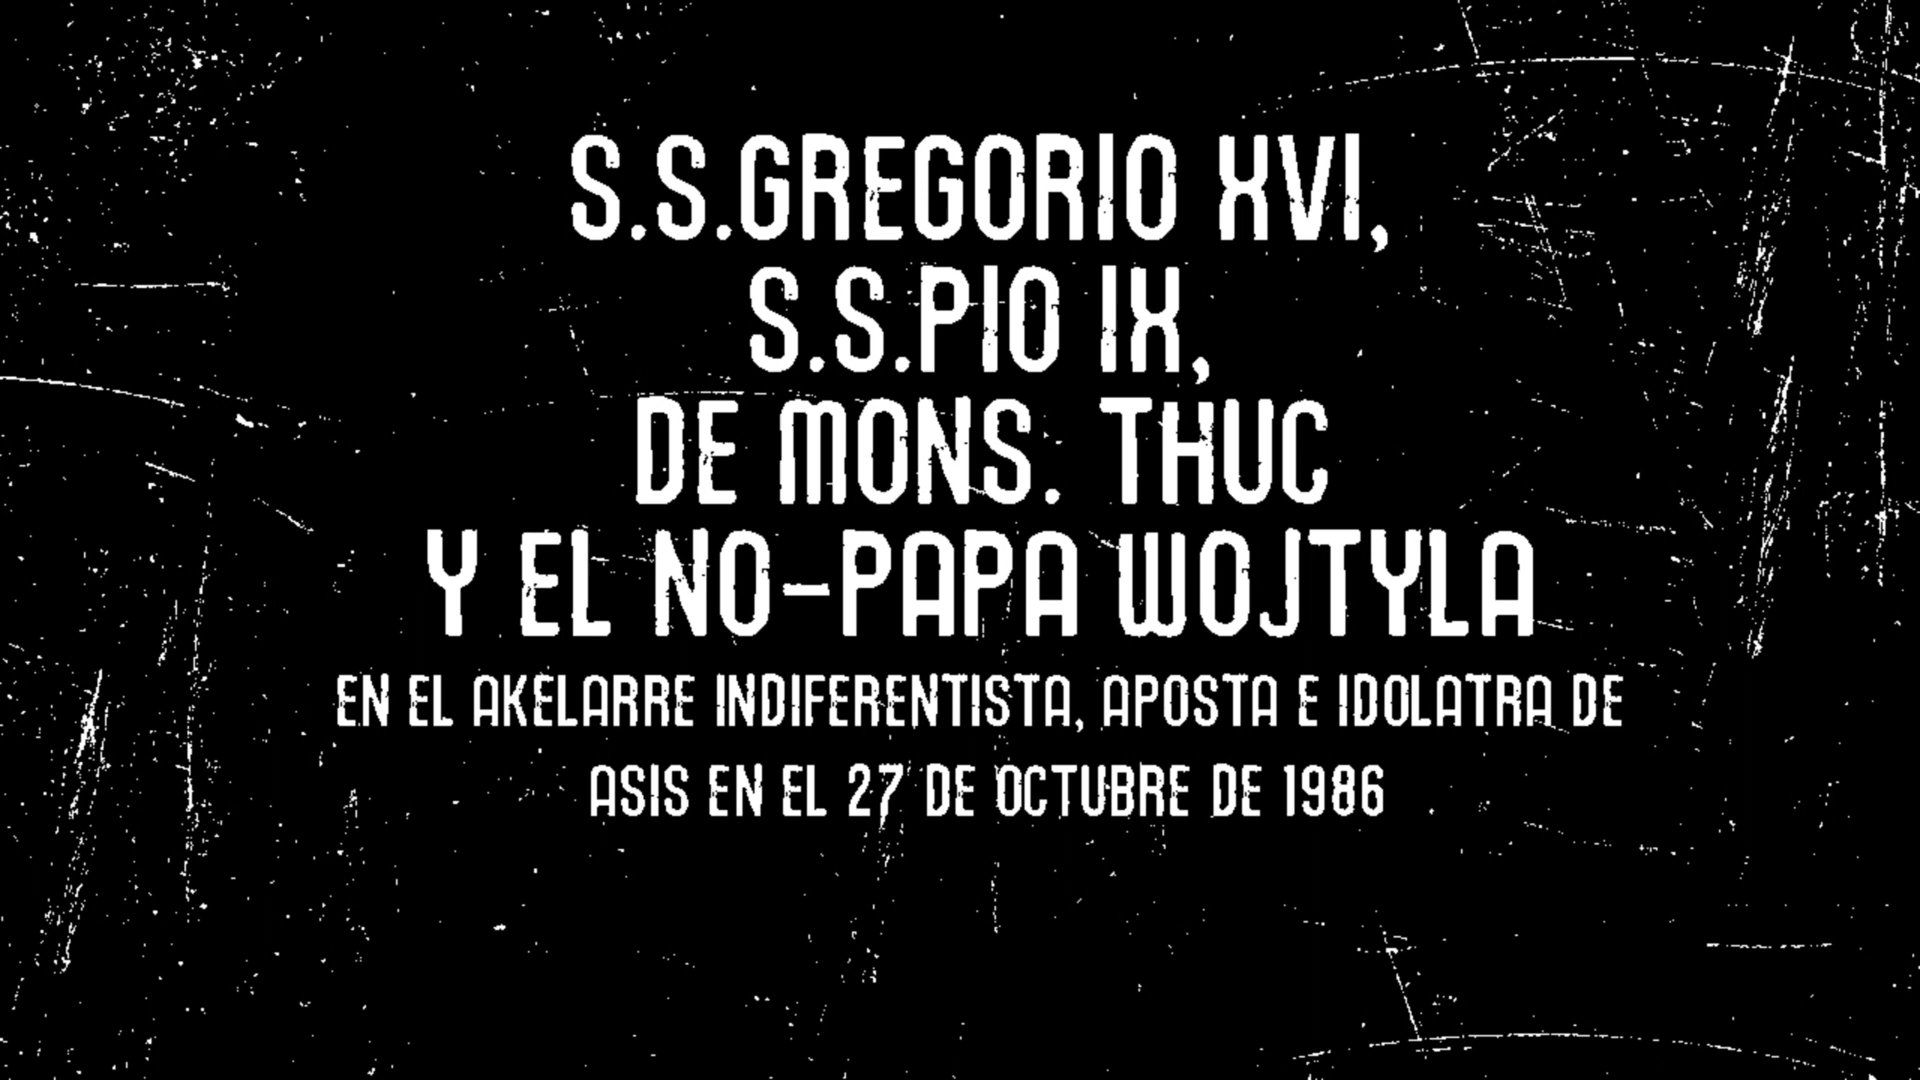 S.S.GREGORIO XVI,
S.S.PIO IX,
DE MONS. THUC
Y EL NO-PAPA WOJTYLA
EN EL AKELARRE INDIFERENTISTA, APOSTA E IDOLATRA DE
ASIS EN EL 27 DE OCTUBRE DE 1986